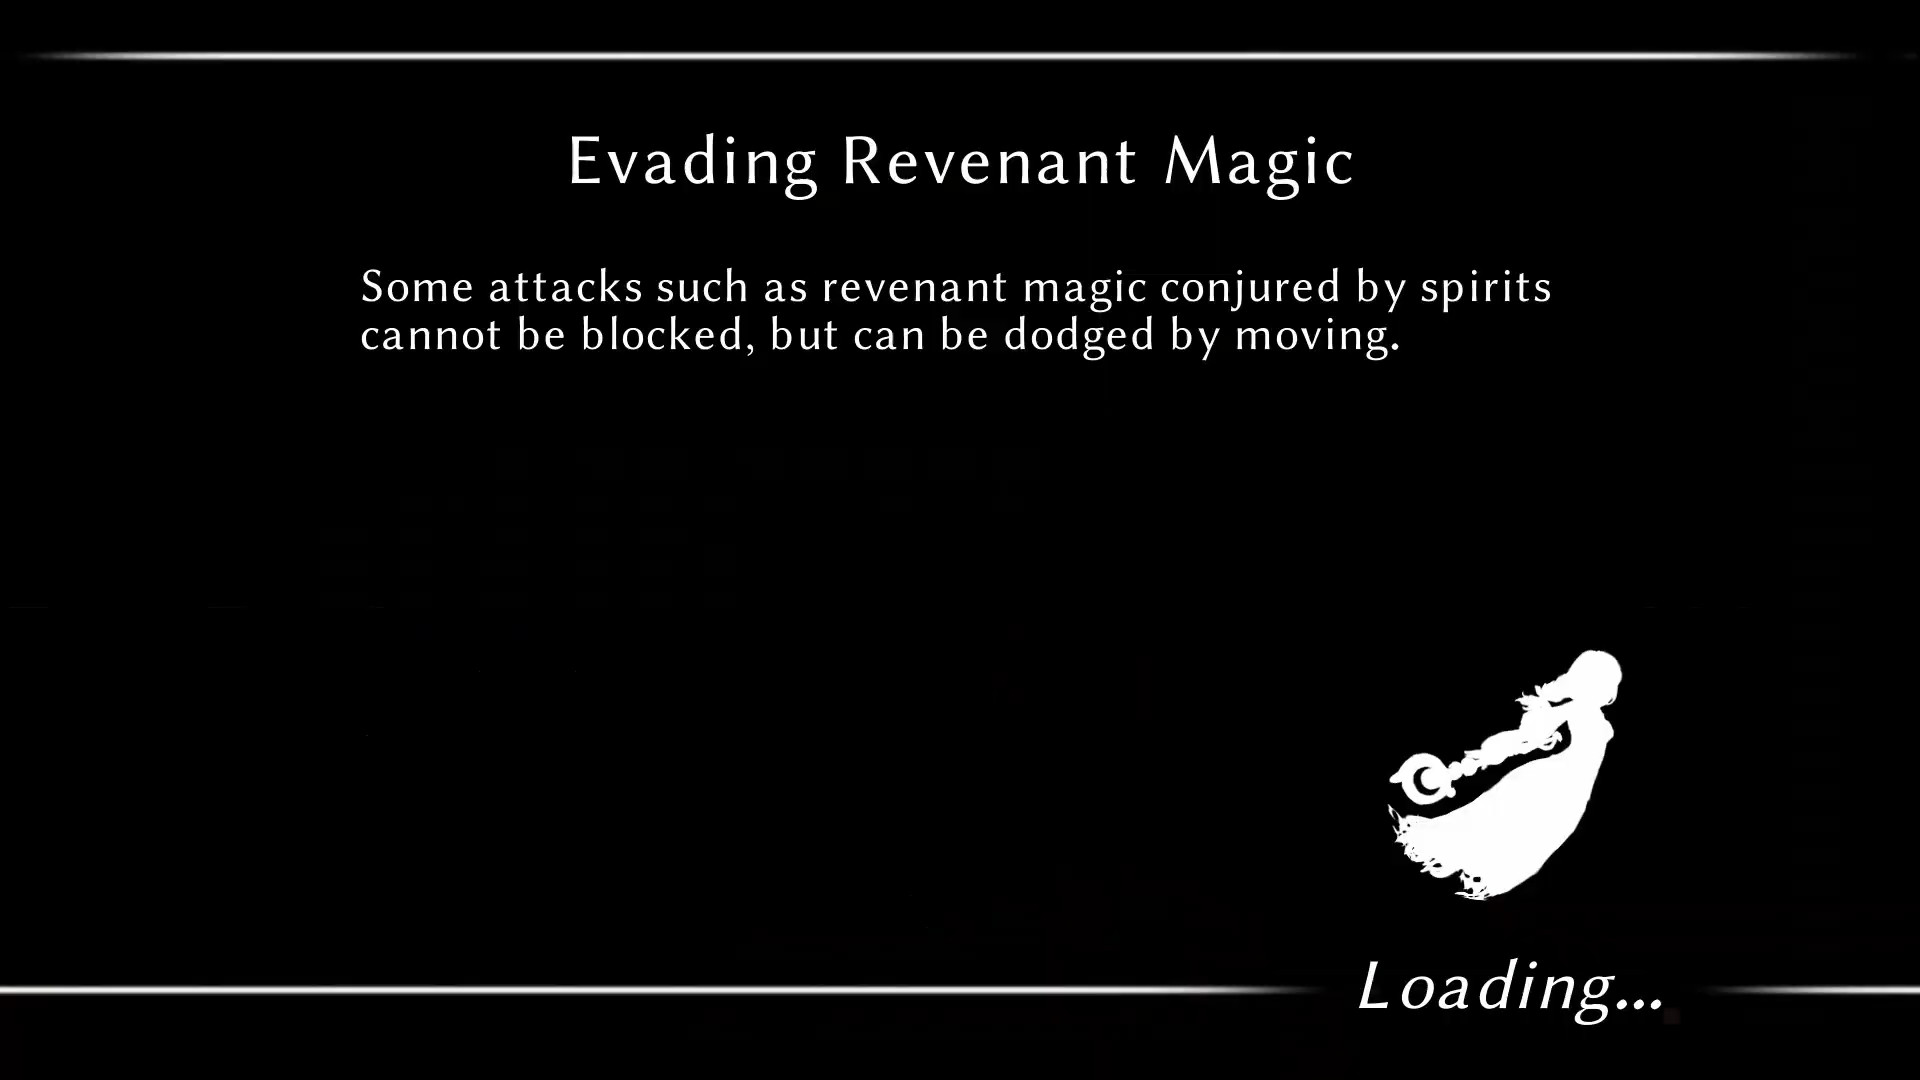 Evading Revenant Magic
Some attacks such as revenant magic conjured by spirits
cannot be blocked, but can be dodged by moving.
Loading...